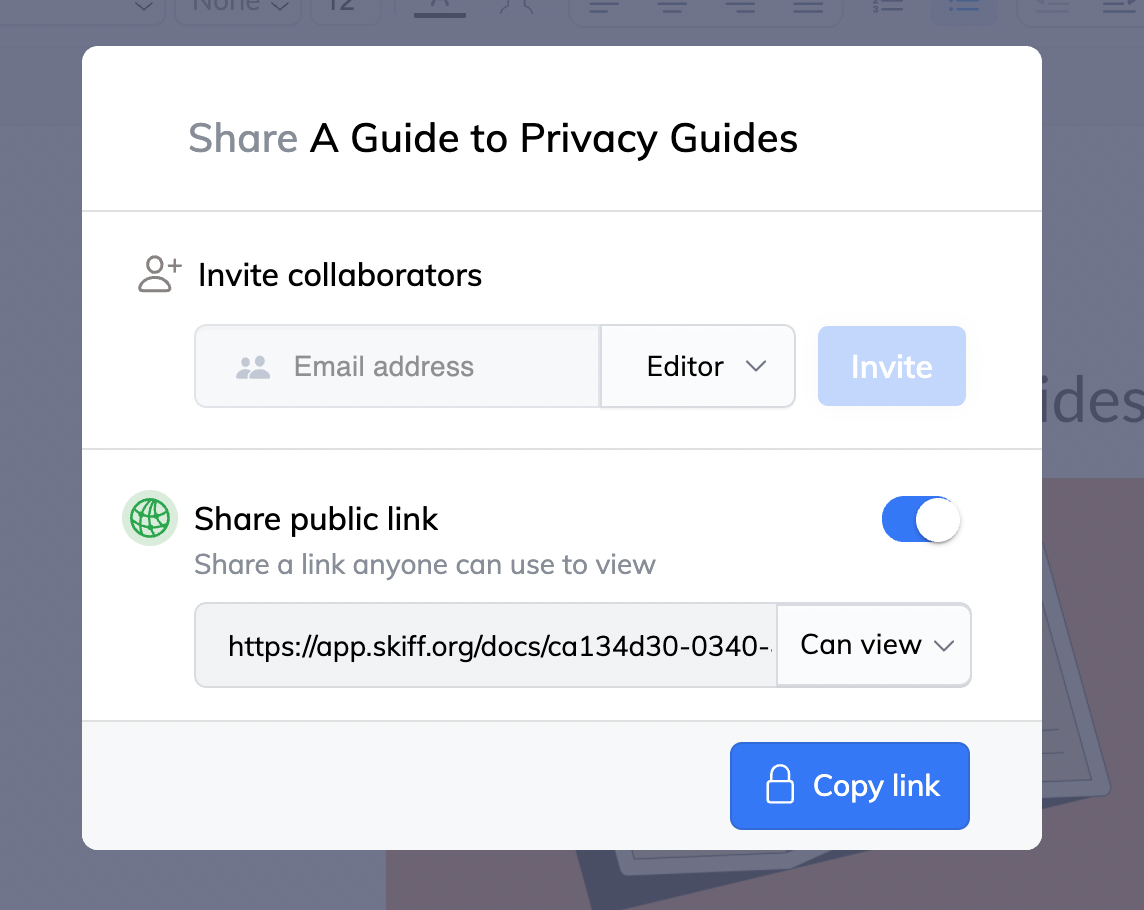 None
12
Share A Guide to Privacy Guides
Invite collaborators
Email address
Editor
Invite
ides
Share public link
Share a link anyone can use to view
https://app.skiff.org/docs/ca134d30-0340-
Can view
Copy link